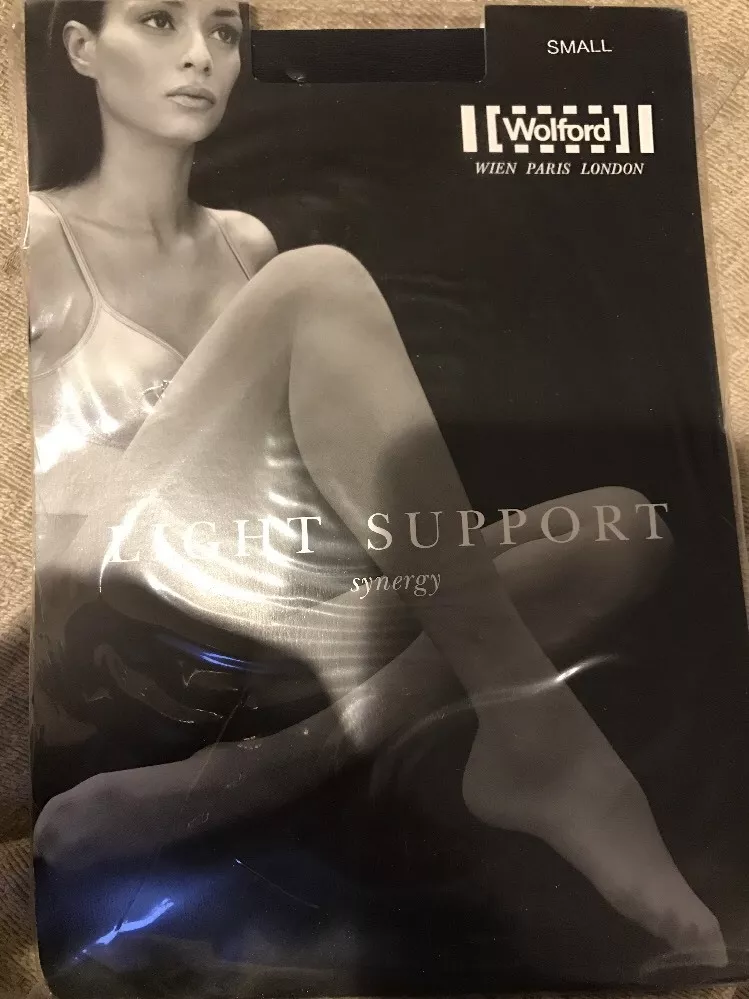 SMALL
Wolford
WIEN PARIS LONDON
LIGHT SUPPORT
synergy